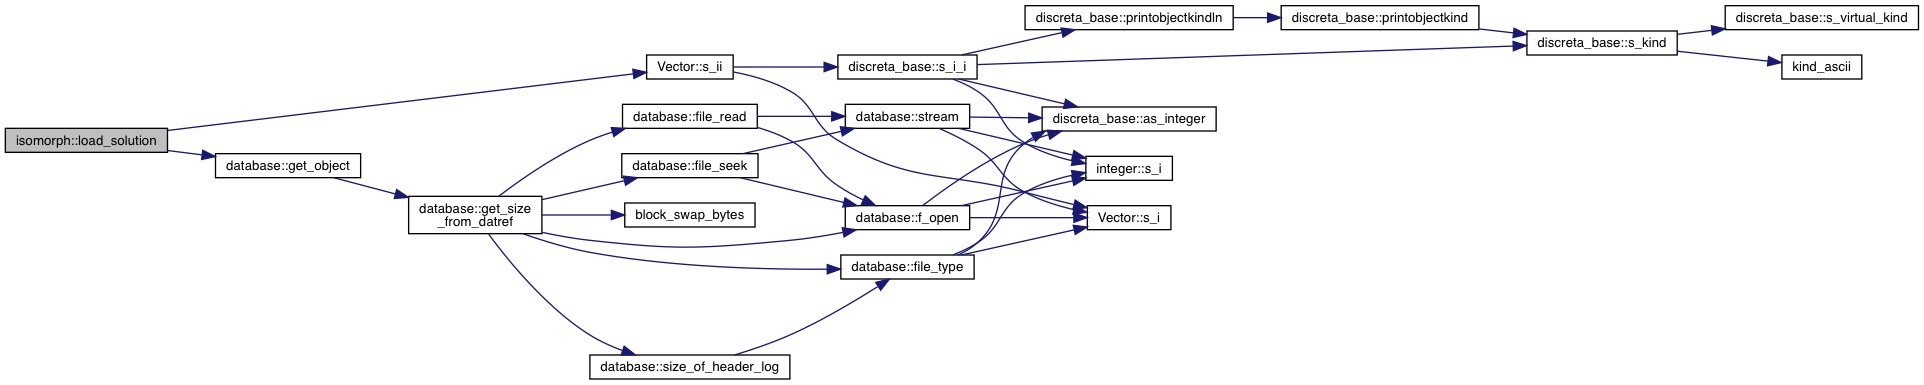 isomorph::load_solution
database::get_object
database::get_size
_from_datref
Vector::s_ii
database::file_read
database::file_seek
block_swap_bytes
database::size_of_header_log
discreta_base::s_i_i
database::stream
database::f_open
database::file_type
discreta_base::printobjectkindln
discreta_base::as_integer
integer::s_i
Vector::s_i
discreta_base::printobjectkind
discreta_base::s_kind
discreta_base::s_virtual_kind
kind_ascii